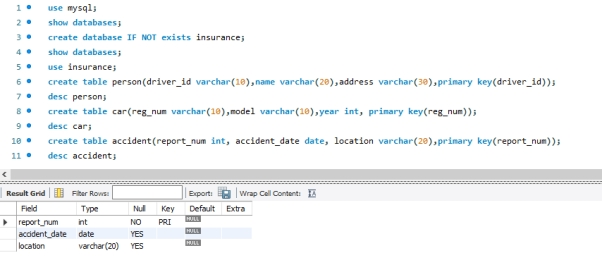 1 use mysql;
2 show databases;
3 create database IF NOT exists insurance;
4 show databases;
5 use insurance;
6 create table person(driver_id varchar(10),name varchar(20),address varchar(30),primary key(driver_id));
7 desc person;
8 create table car(reg_num varchar(10),model varchar(10),year int, primary key(reg_num));
9 desc car;
10 create table accident(report_num int, accident_date date, location varchar(20),primary key(report_num));
11 desc accident;
Result Grid Filter Rows: Export: Wrap Cell Content:
Field Type Null Key Default Extra
report_num int NO PRI NULL
accident_date date YES NULL
location varchar(20) YES NULL